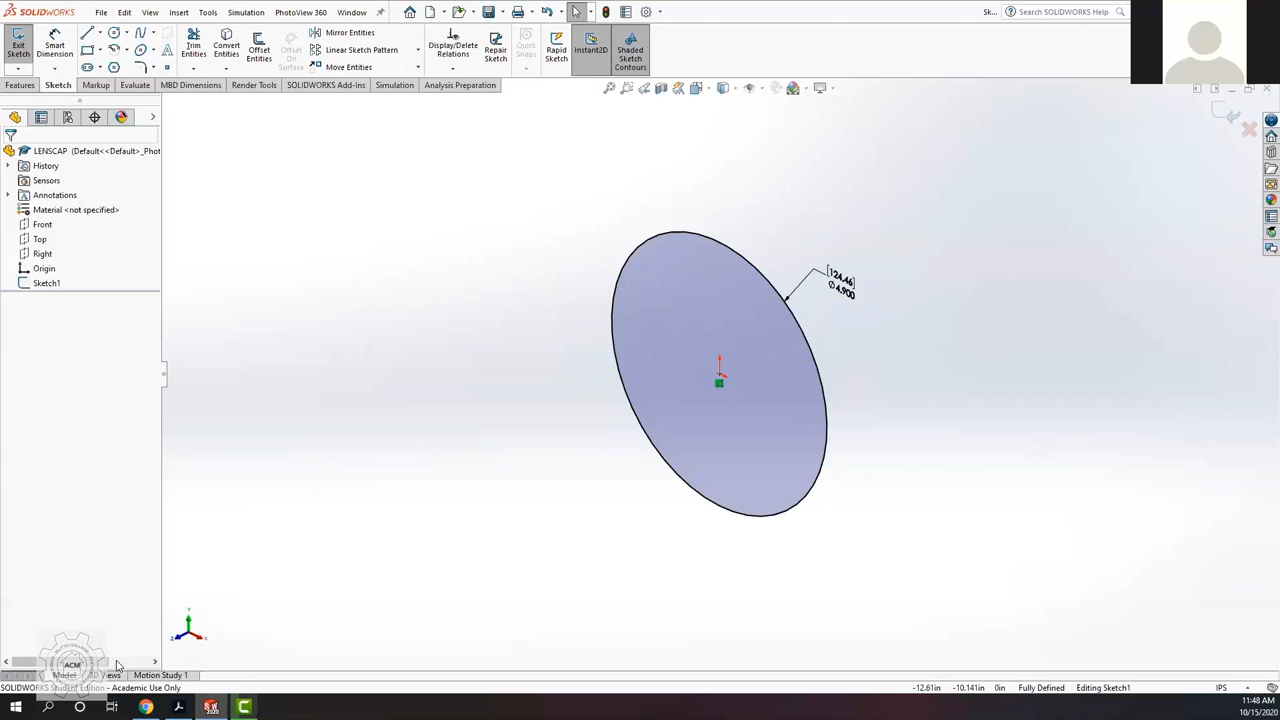 SOLIDWORKS File Edit View Insert Tools Simulation PhotoView 360 Window Sk... Search SOLIDWORKS Help
Exit Sketch
Smart Dimension
Trim Entities
Convert Entities
Offset Entities
Offset On Surface
Mirror Entities
Linear Sketch Pattern
Move Entities
Display/Delete Relations
Repair Sketch
Quick Snaps
Rapid Sketch
Instant2D
Shaded Sketch Contours
Features Sketch Markup Evaluate MBD Dimensions Render Tools SOLIDWORKS Add-Ins Simulation Analysis Preparation
LENSCAP (Default<<Default>_Phot
History
Sensors
Annotations
Material <not specified>
Front
Top
Right
Origin
Sketch1
[124.46]
Ø4.900
Y
Z X
ACM
Model Views Motion Study 1
SOLIDWORKS Student Edition - Academic Use Only -12.61in -10.141in 0in Fully Defined Editing Sketch1 IPS
11:48 AM
10/15/2020